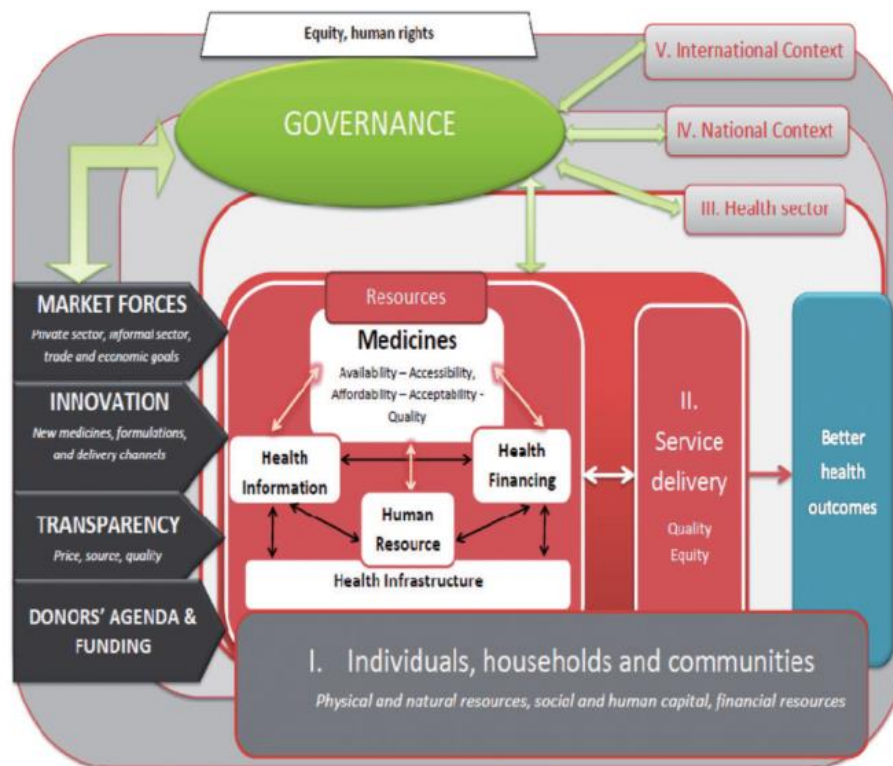 Equity, human rights
V. International Context
GOVERNANCE
IV. National Context
III. Health sector
MARKET FORCES
Private sector, informal sector,
trade and economic goals
INNOVATION
New medicines, formulations,
and delivery channels
TRANSPARENCY
Price, source, quality
DONORS’ AGENDA &
FUNDING
Resources
Medicines
Availability – Accessibility,
Affordability – Acceptability -
Quality
Health
Information
Health
Financing
Human
Resource
Health Infrastructure
II.
Service
delivery
Quality
Equity
Better
health
outcomes
I. Individuals, households and communities
Physical and natural resources, social and human capital, financial resources